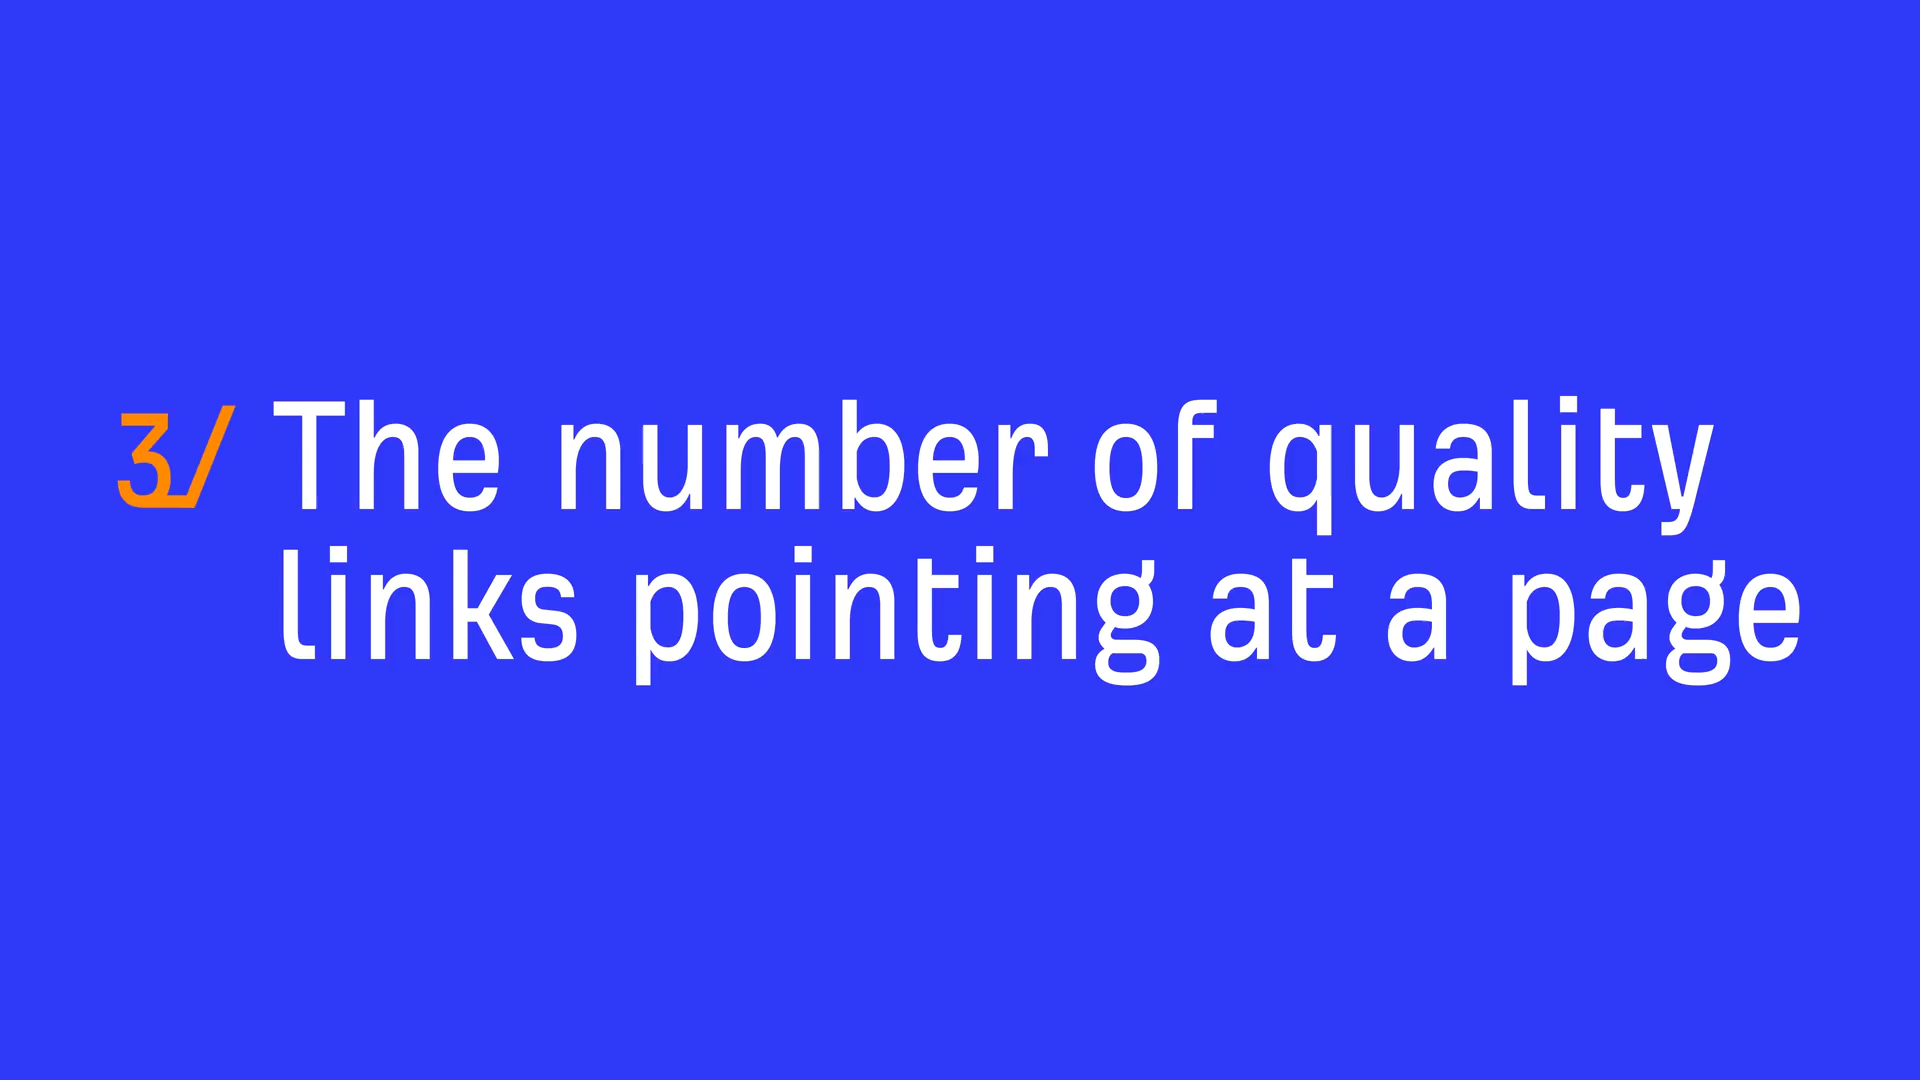 3/ The number of quality
links pointing at a page